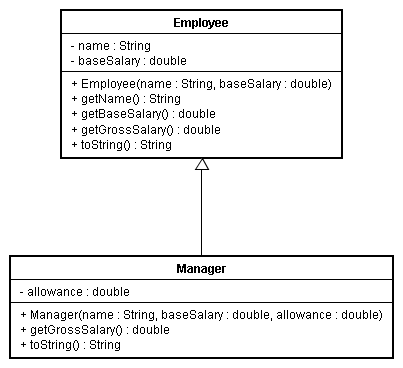 Employee
- name : String
- baseSalary : double
+ Employee(name : String, baseSalary : double)
+ getName() : String
+ getBaseSalary() : double
+ getGrossSalary() : double
+ toString() : String
Manager
- allowance : double
+ Manager(name : String, baseSalary : double, allowance : double)
+ getGrossSalary() : double
+ toString() : String